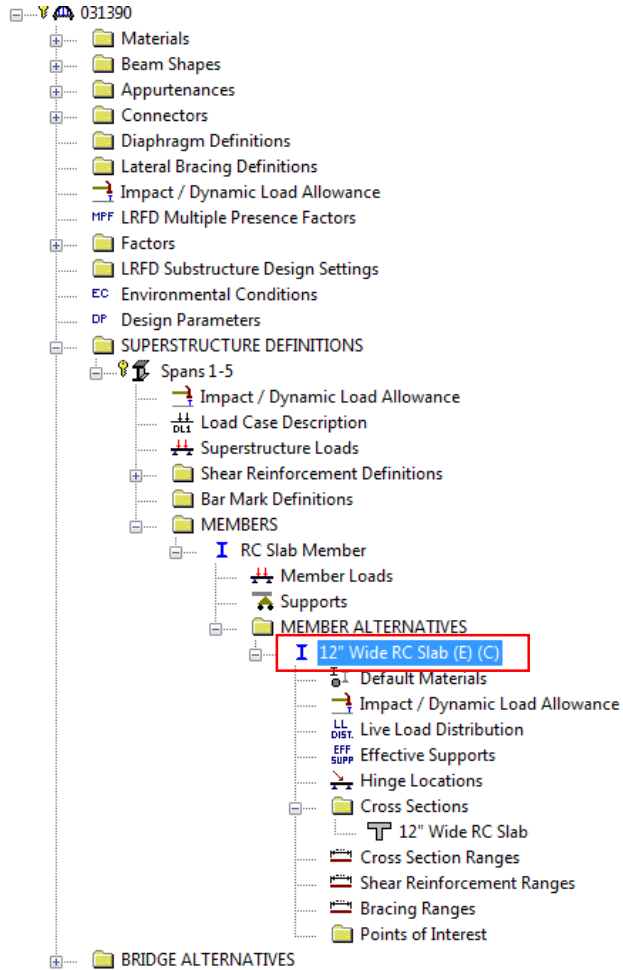 031390
Materials
Beam Shapes
Appurtenances
Connectors
Diaphragm Definitions
Lateral Bracing Definitions
Impact / Dynamic Load Allowance
MPF LRFD Multiple Presence Factors
Factors
LRFD Substructure Design Settings
EC Environmental Conditions
DP Design Parameters
SUPERSTRUCTURE DEFINITIONS
Spans 1-5
Impact / Dynamic Load Allowance
DL1 Load Case Description
Superstructure Loads
Shear Reinforcement Definitions
Bar Mark Definitions
MEMBERS
RC Slab Member
Member Loads
Supports
MEMBER ALTERNATIVES
12" Wide RC Slab (E) (C)
Default Materials
Impact / Dynamic Load Allowance
LL DIST. Live Load Distribution
EFF SUPP Effective Supports
Hinge Locations
Cross Sections
12" Wide RC Slab
Cross Section Ranges
Shear Reinforcement Ranges
Bracing Ranges
Points of Interest
BRIDGE ALTERNATIVES